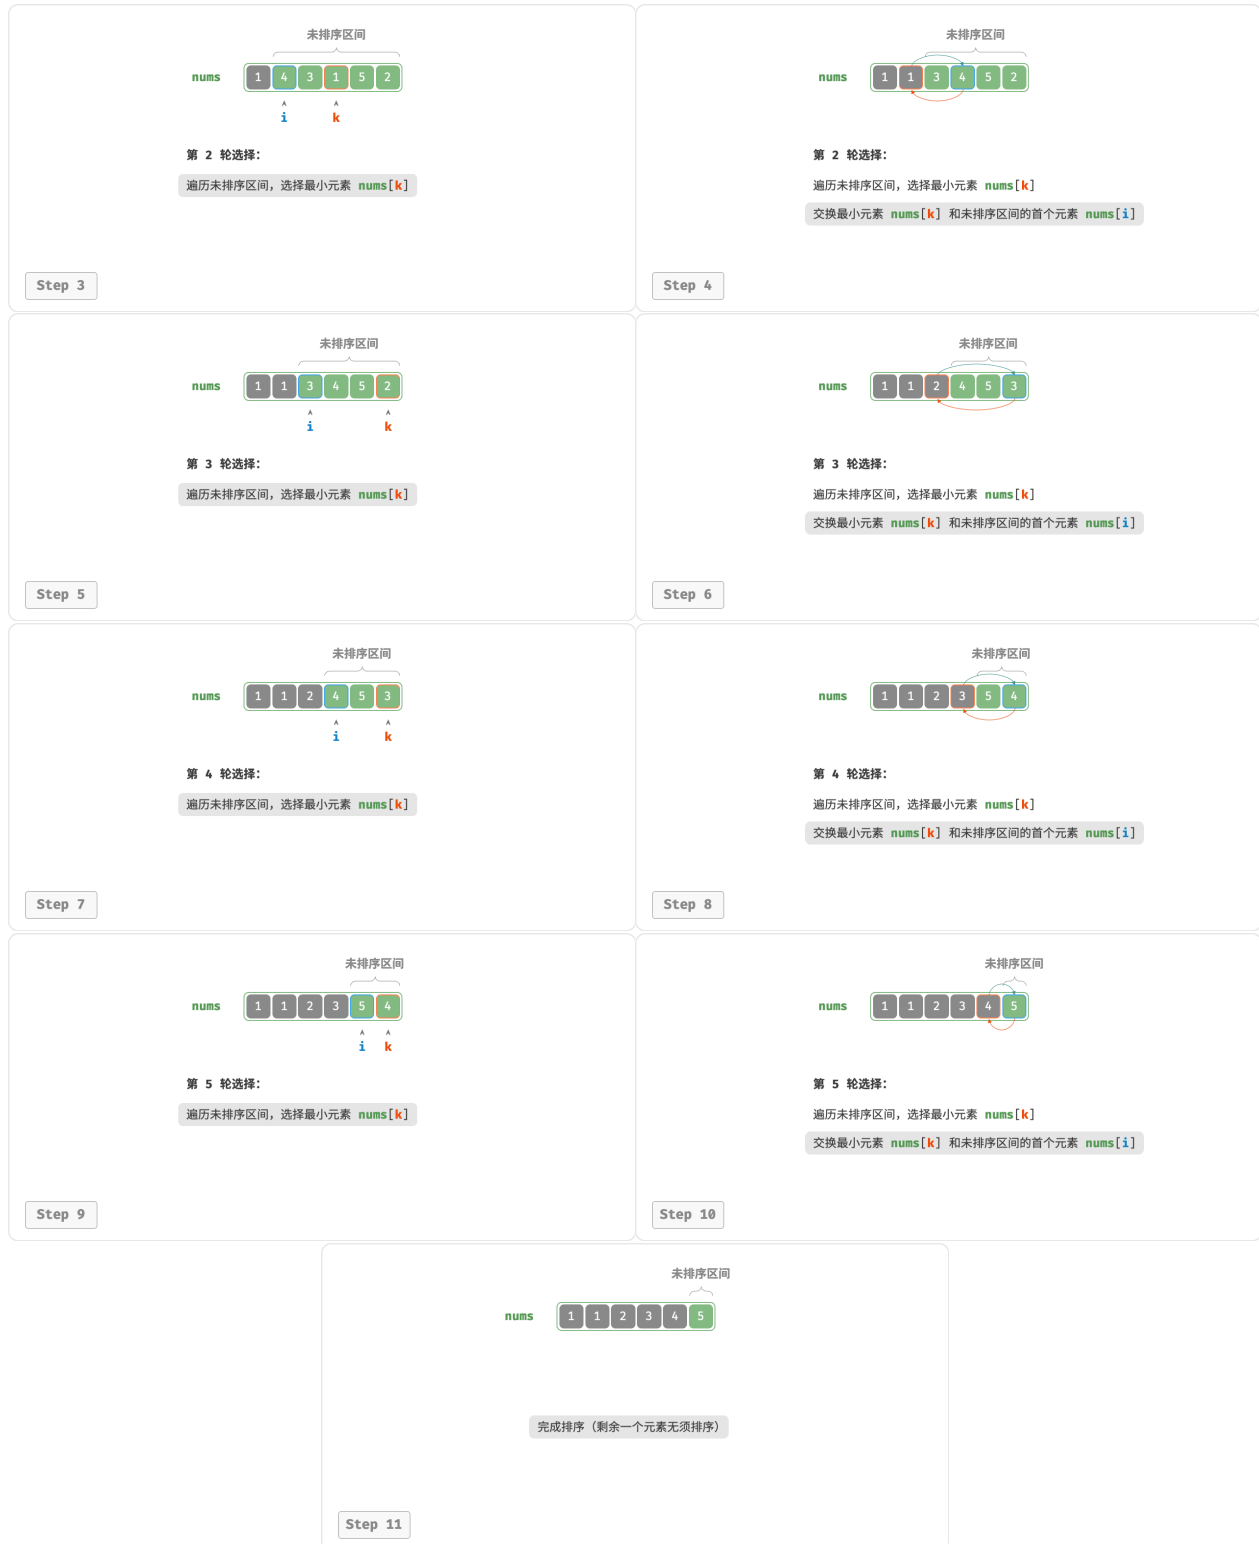 未排序区间
nums 1 4 3 1 5 2
i k
第 2 轮选择：
遍历未排序区间，选择最小元素 nums[k]
Step 3
未排序区间
nums 1 1 3 4 5 2
第 2 轮选择：
遍历未排序区间，选择最小元素 nums[k]
交换最小元素 nums[k] 和未排序区间的首个元素 nums[i]
Step 4
未排序区间
nums 1 1 3 4 5 2
i k
第 3 轮选择：
遍历未排序区间，选择最小元素 nums[k]
Step 5
未排序区间
nums 1 1 2 4 5 3
第 3 轮选择：
遍历未排序区间，选择最小元素 nums[k]
交换最小元素 nums[k] 和未排序区间的首个元素 nums[i]
Step 6
未排序区间
nums 1 1 2 4 5 3
i k
第 4 轮选择：
遍历未排序区间，选择最小元素 nums[k]
Step 7
未排序区间
nums 1 1 2 3 5 4
第 4 轮选择：
遍历未排序区间，选择最小元素 nums[k]
交换最小元素 nums[k] 和未排序区间的首个元素 nums[i]
Step 8
未排序区间
nums 1 1 2 3 5 4
i k
第 5 轮选择：
遍历未排序区间，选择最小元素 nums[k]
Step 9
未排序区间
nums 1 1 2 3 4 5
第 5 轮选择：
遍历未排序区间，选择最小元素 nums[k]
交换最小元素 nums[k] 和未排序区间的首个元素 nums[i]
Step 10
未排序区间
nums 1 1 2 3 4 5
完成排序（剩余一个元素无须排序）
Step 11